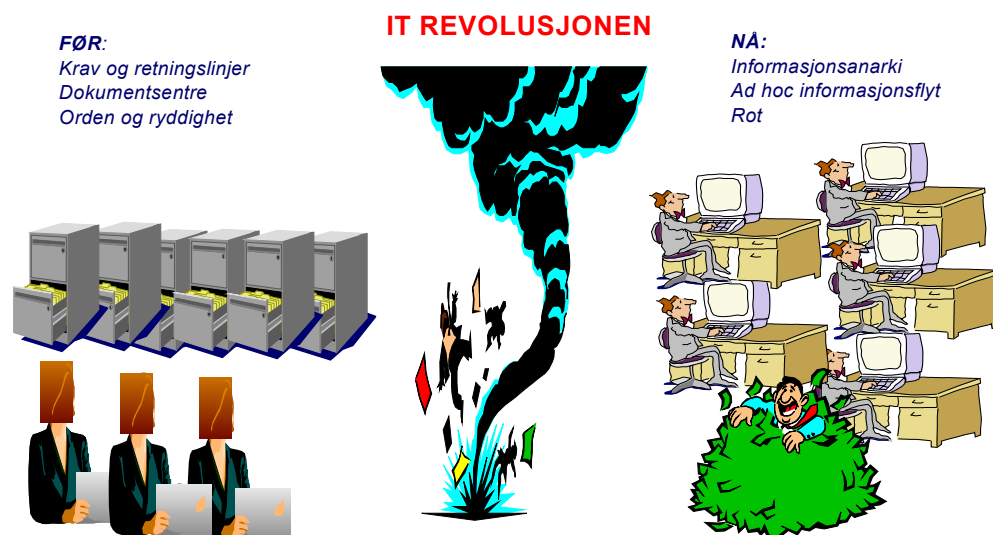 IT REVOLUSJONEN
FØR:
Krav og retningslinjer
Dokumentsentre
Orden og ryddighet
NÅ:
Informasjonsanarki
Ad hoc informasjonsflyt
Rot